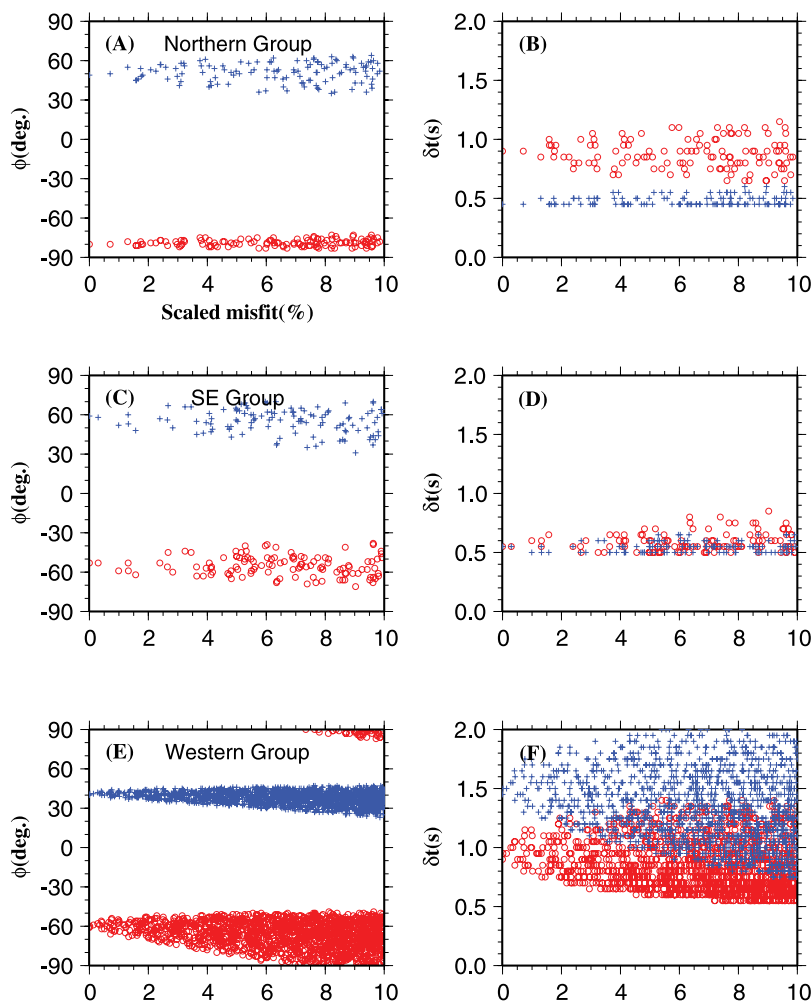 (A) Northern Group
90
60
30
0
-30
-60
-90
ϕ(deg.)
0 2 4 6 8 10
Scaled misfit(%)
(B)
2.0
1.5
1.0
0.5
0.0
δt(s)
0 2 4 6 8 10
(C) SE Group
90
60
30
0
-30
-60
-90
ϕ(deg.)
0 2 4 6 8 10
(D)
2.0
1.5
1.0
0.5
0.0
δt(s)
0 2 4 6 8 10
(E) Western Group
90
60
30
0
-30
-60
-90
ϕ(deg.)
0 2 4 6 8 10
(F)
2.0
1.5
1.0
0.5
0.0
δt(s)
0 2 4 6 8 10